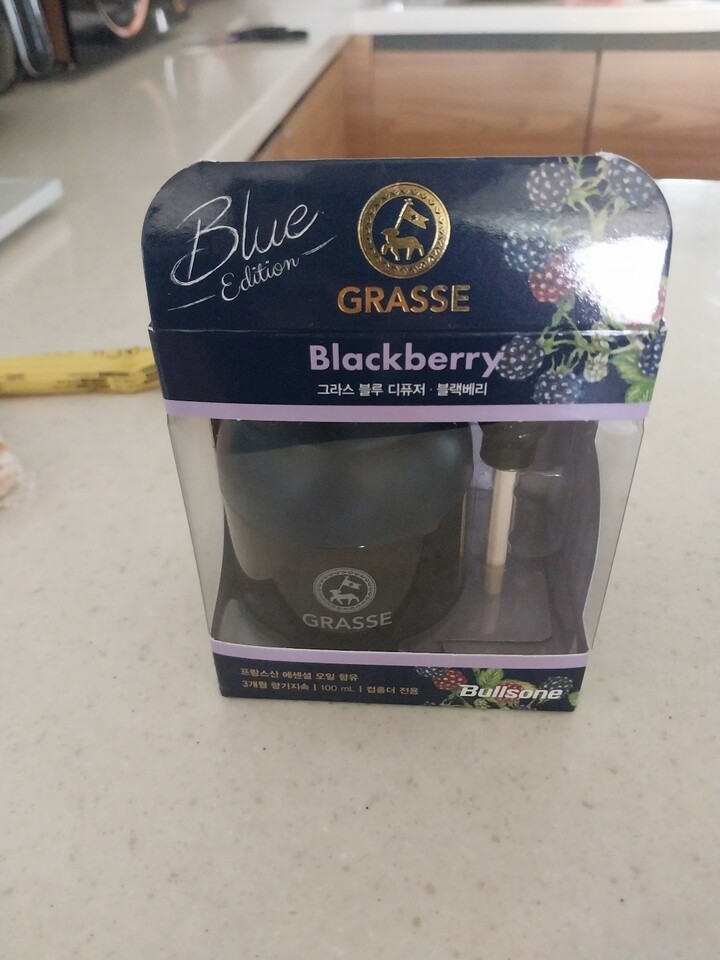 Blue
Edition
GRASSE
Blackberry
그라스 블루 디퓨저 · 블랙베리
GRASSE
프랑스산 에센셜 오일 함유
3개월 향기지속 | 100 mL | 컵홀더 전용
Bullsone